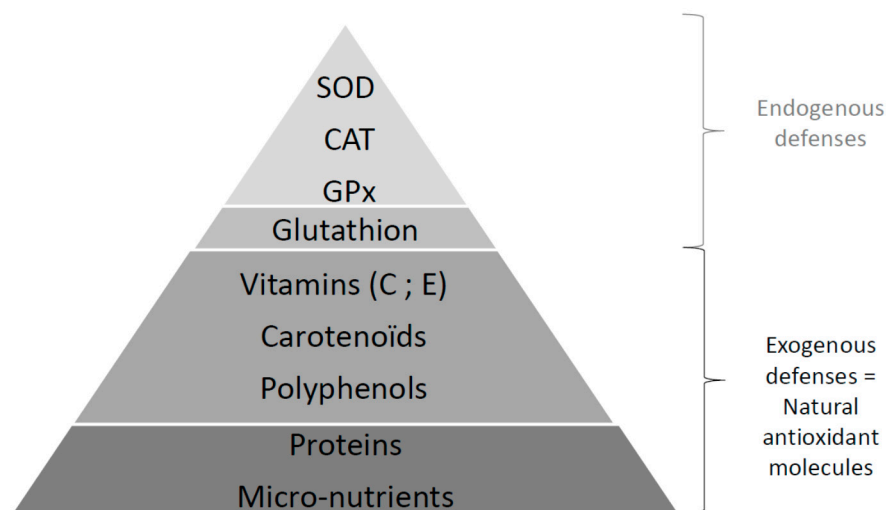 SOD
CAT
GPx
Glutathion
Vitamins (C ; E)
Carotenoïds
Polyphenols
Proteins
Micro-nutrients
Endogenous
defenses
Exogenous
defenses =
Natural
antioxidant
molecules